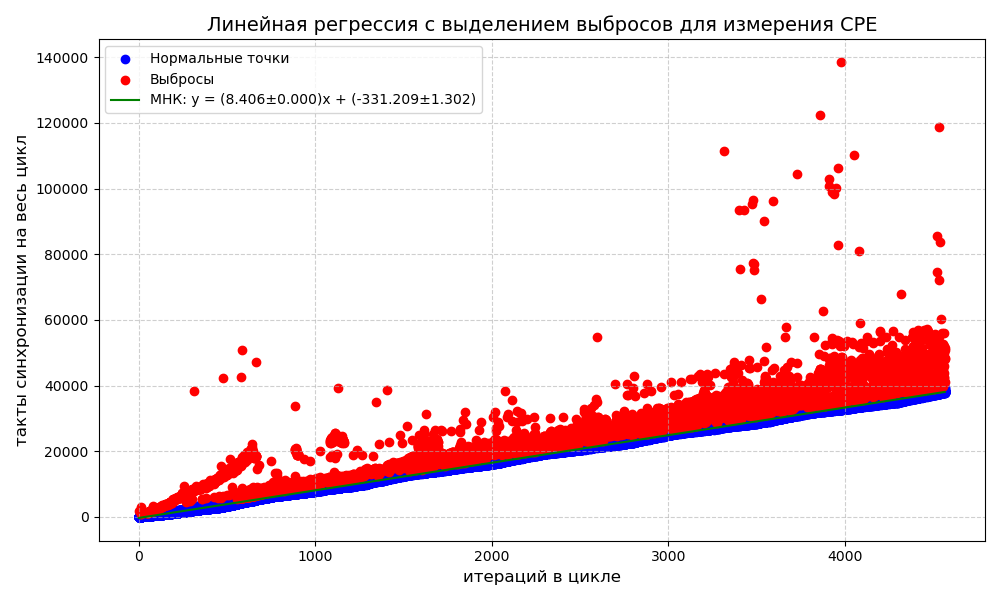 Линейная регрессия с выделением выбросов для измерения CPE
Нормальные точки
Выбросы
МНК: y = (8.406±0.000)x + (-331.209±1.302)
такты синхронизации на весь цикл
140000
120000
100000
80000
60000
40000
20000
0
0 1000 2000 3000 4000
итераций в цикле